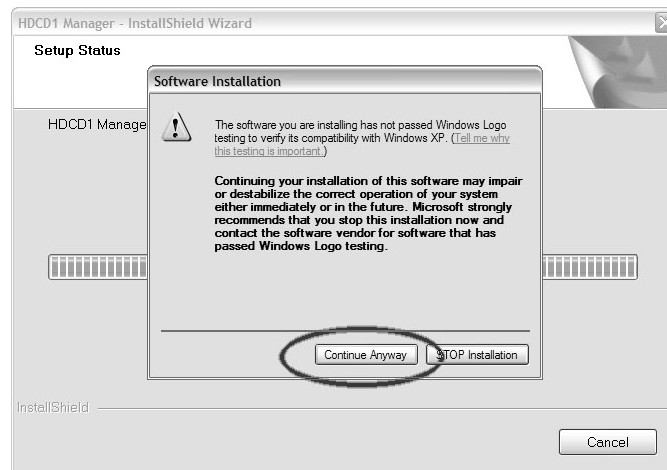 HDCD1 Manager - InstallShield Wizard
Setup Status
Software Installation
HDCD1 Manage
The software you are installing has not passed Windows Logo
testing to verify its compatibility with Windows XP. (Tell me why
this testing is important.)
Continuing your installation of this software may impair
or destabilize the correct operation of your system
either immediately or in the future. Microsoft strongly
recommends that you stop this installation now and
contact the software vendor for software that has
passed Windows Logo testing.
Continue Anyway
STOP Installation
InstallShield
Cancel